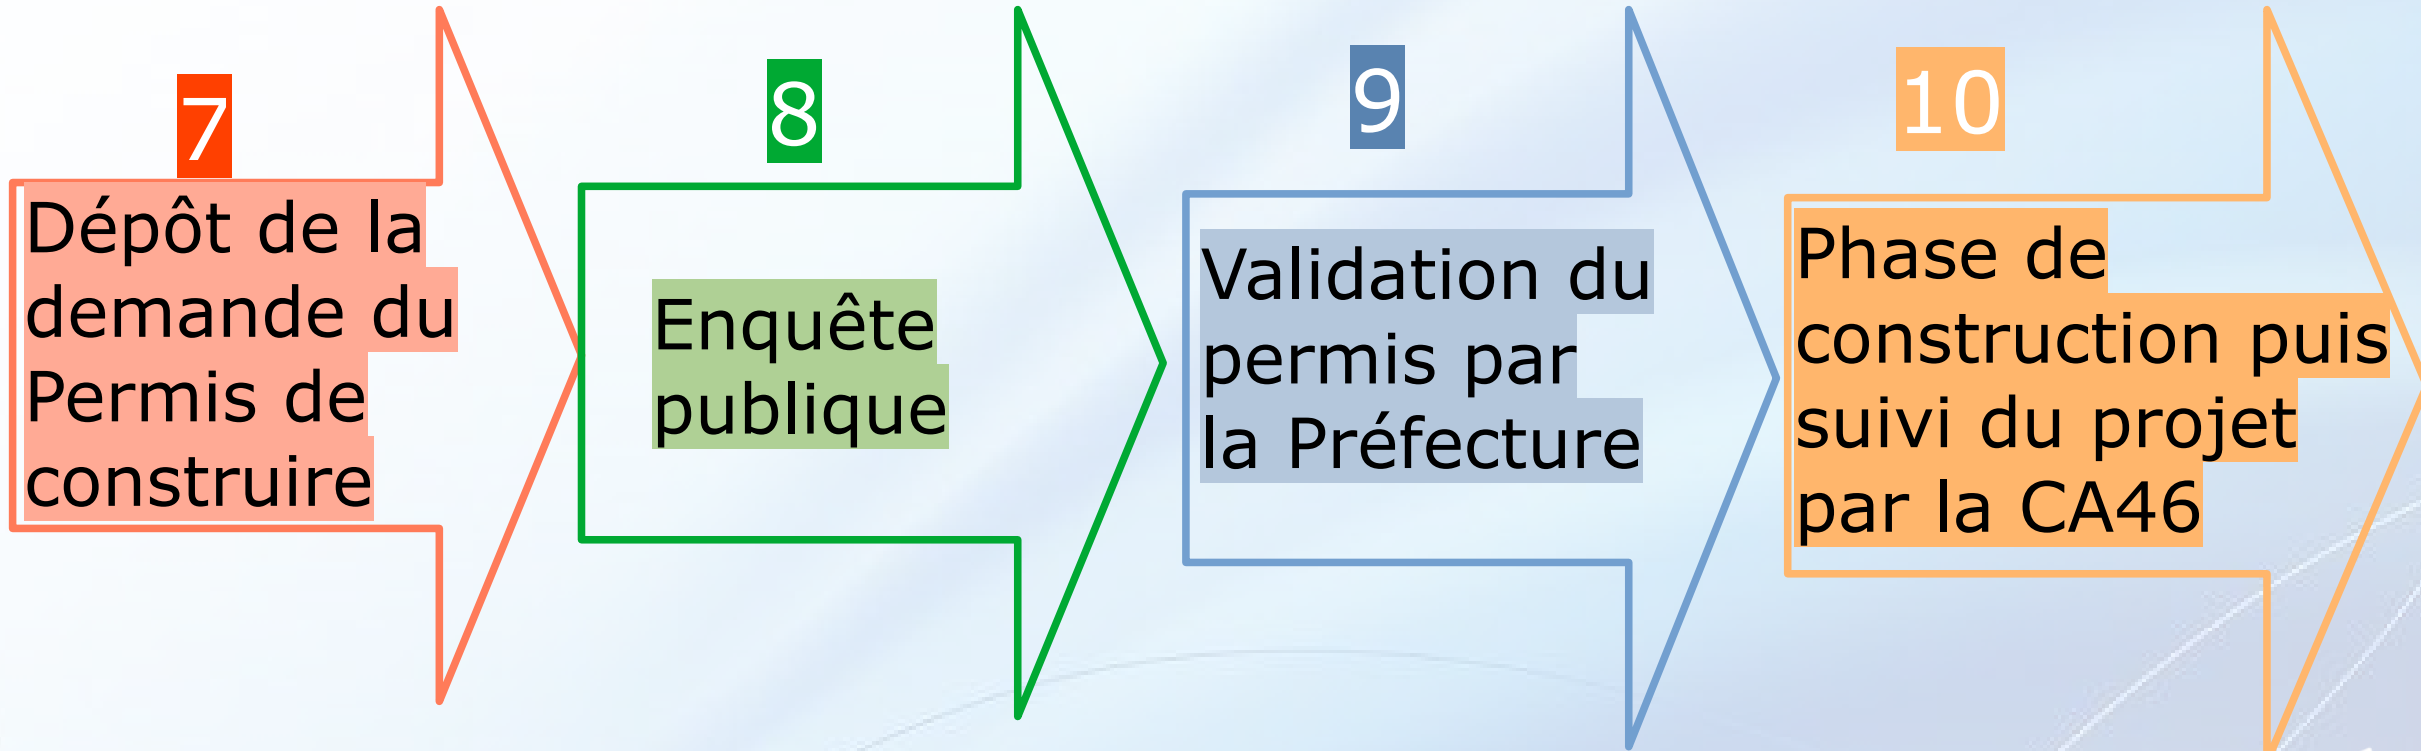 7
Dépôt de la
demande du
Permis de
construire
8
Enquête
publique
9
Validation du
permis par
la Préfecture
10
Phase de
construction puis
suivi du projet
par la CA46